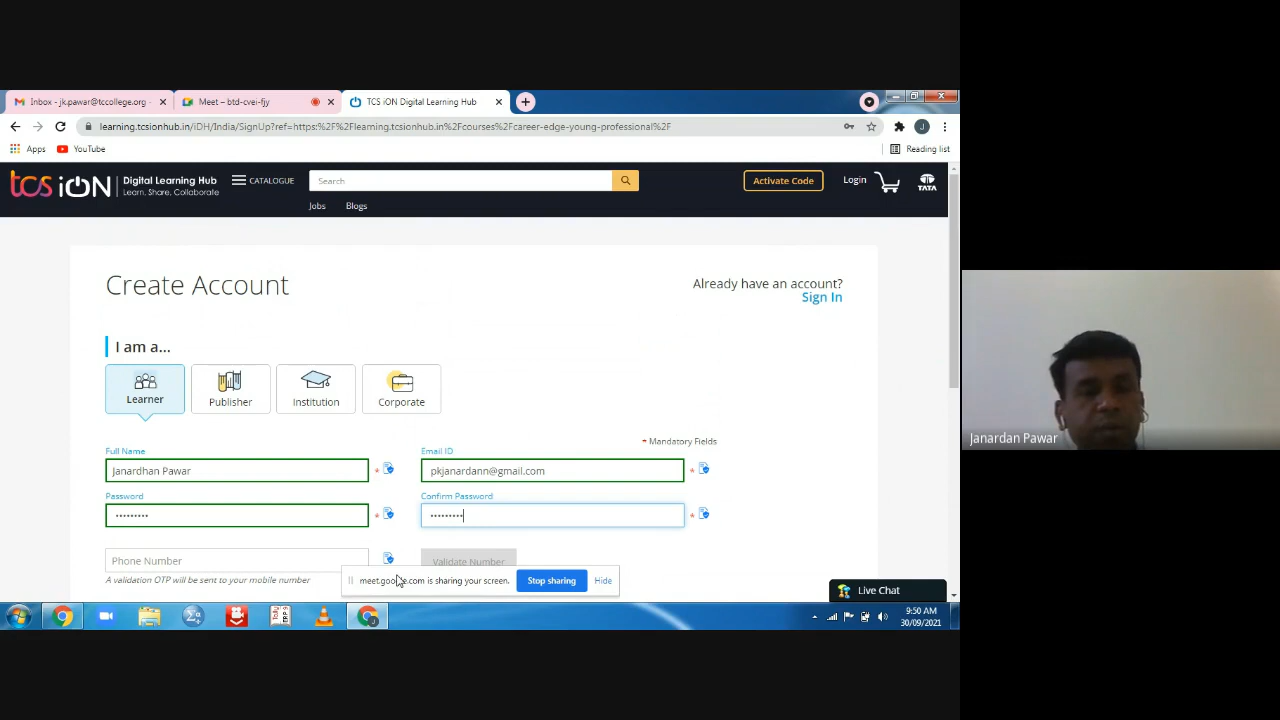 Inbox - jk.pawar@tccollege.org -
Meet – btd-cvei-fjy
TCS iON Digital Learning Hub
learning.tcsionhub.in/iDH/India/SignUp?ref=https:%2F%2Flearning.tcsionhub.in%2Fcourses%2Fcareer-edge-young-professional%2F
J
Apps
YouTube
Reading list
tcs iON
Digital Learning Hub
Learn. Share, Collaborate
CATALOGUE
Search
Activate Code
Login
TATA
Jobs
Blogs
Create Account
Already have an account?
Sign In
I am a...
Learner
Publisher
Institution
Corporate
* Mandatory Fields
Full Name
Email ID
Janardhan Pawar
*
pkjanardann@gmail.com
*
Password
Confirm Password
•••••••••
*
•••••••••
*
Phone Number
Validate Number
A validation OTP will be sent to your mobile number
meet.google.com is sharing your screen.
Stop sharing
Hide
Live Chat
9:50 AM
30/09/2021
Janardan Pawar